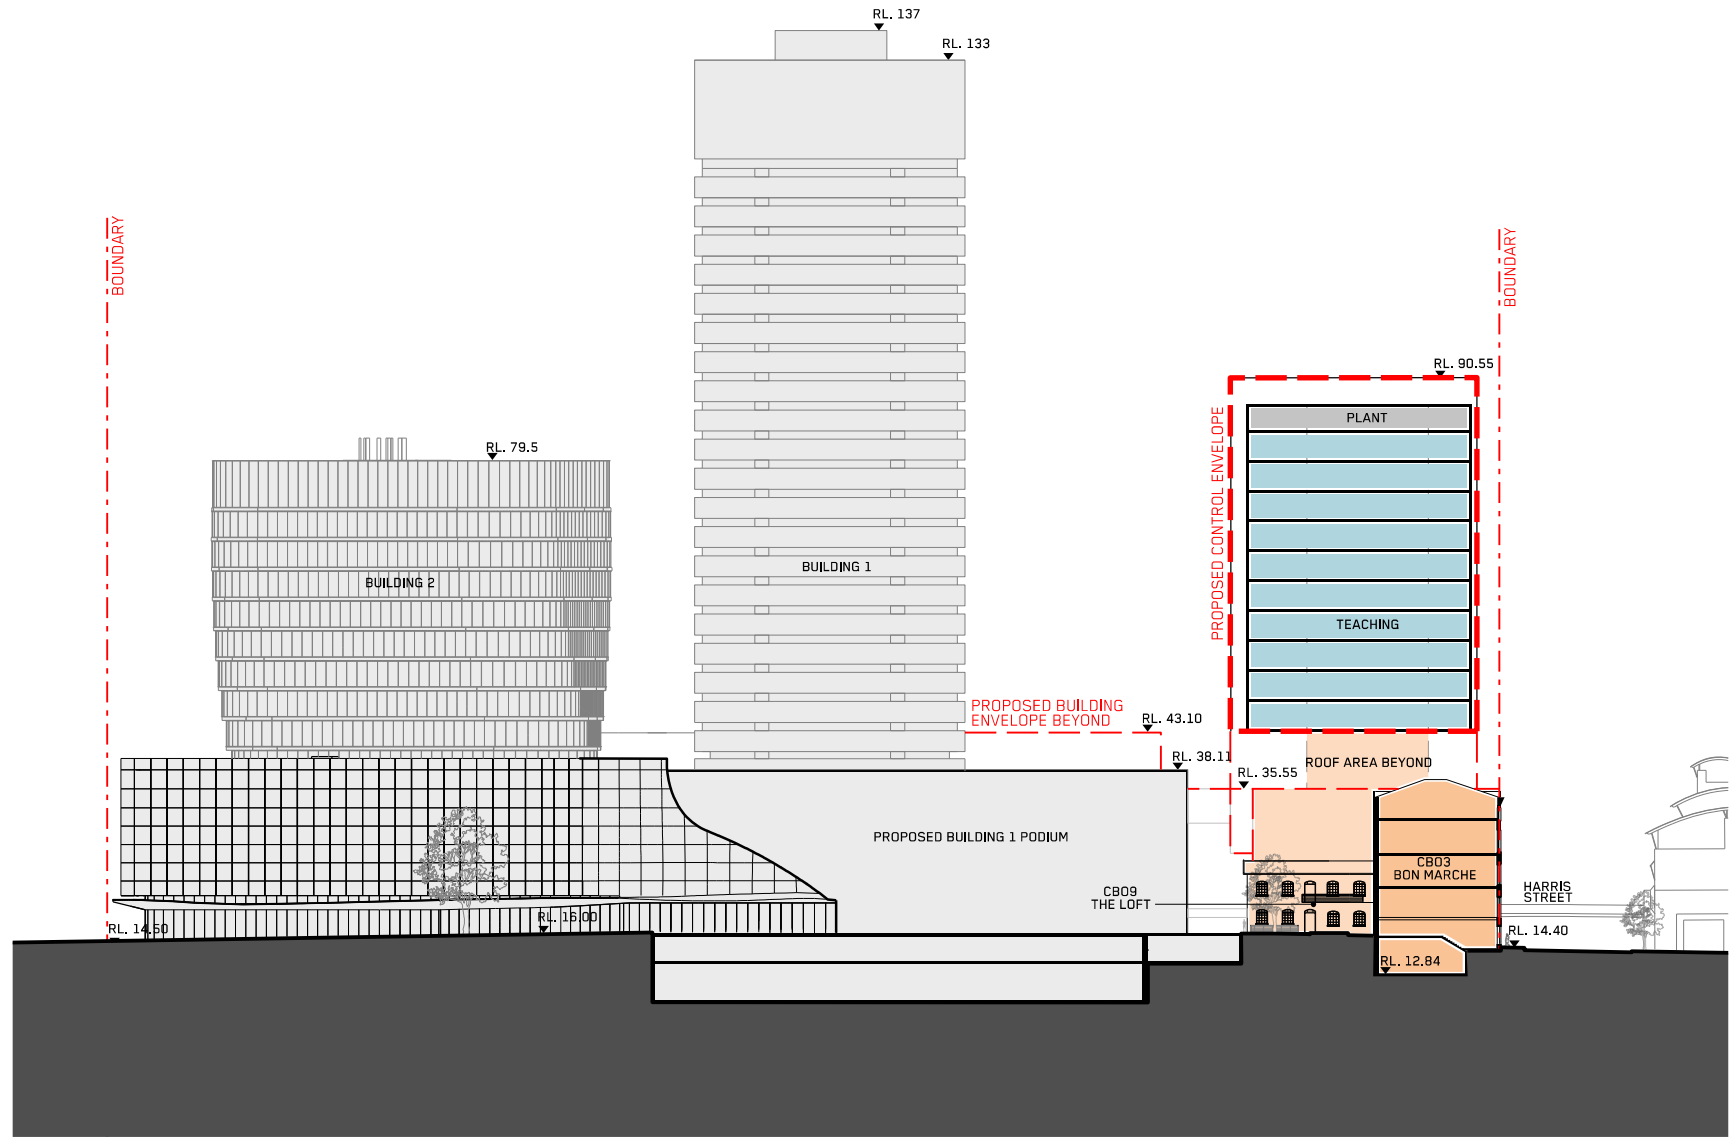 RL. 137
RL. 133
BOUNDARY
BOUNDARY
RL. 90.55
PLANT
PROPOSED CONTROL ENVELOPE
RL. 79.5
BUILDING 2
BUILDING 1
TEACHING
PROPOSED BUILDING
ENVELOPE BEYOND
RL. 43.10
RL. 38.11
RL. 35.55
ROOF AREA BEYOND
PROPOSED BUILDING 1 PODIUM
CB03
BON MARCHE
CB09
THE LOFT
HARRIS
STREET
RL. 14.50
RL. 16.00
RL. 14.40
RL. 12.84